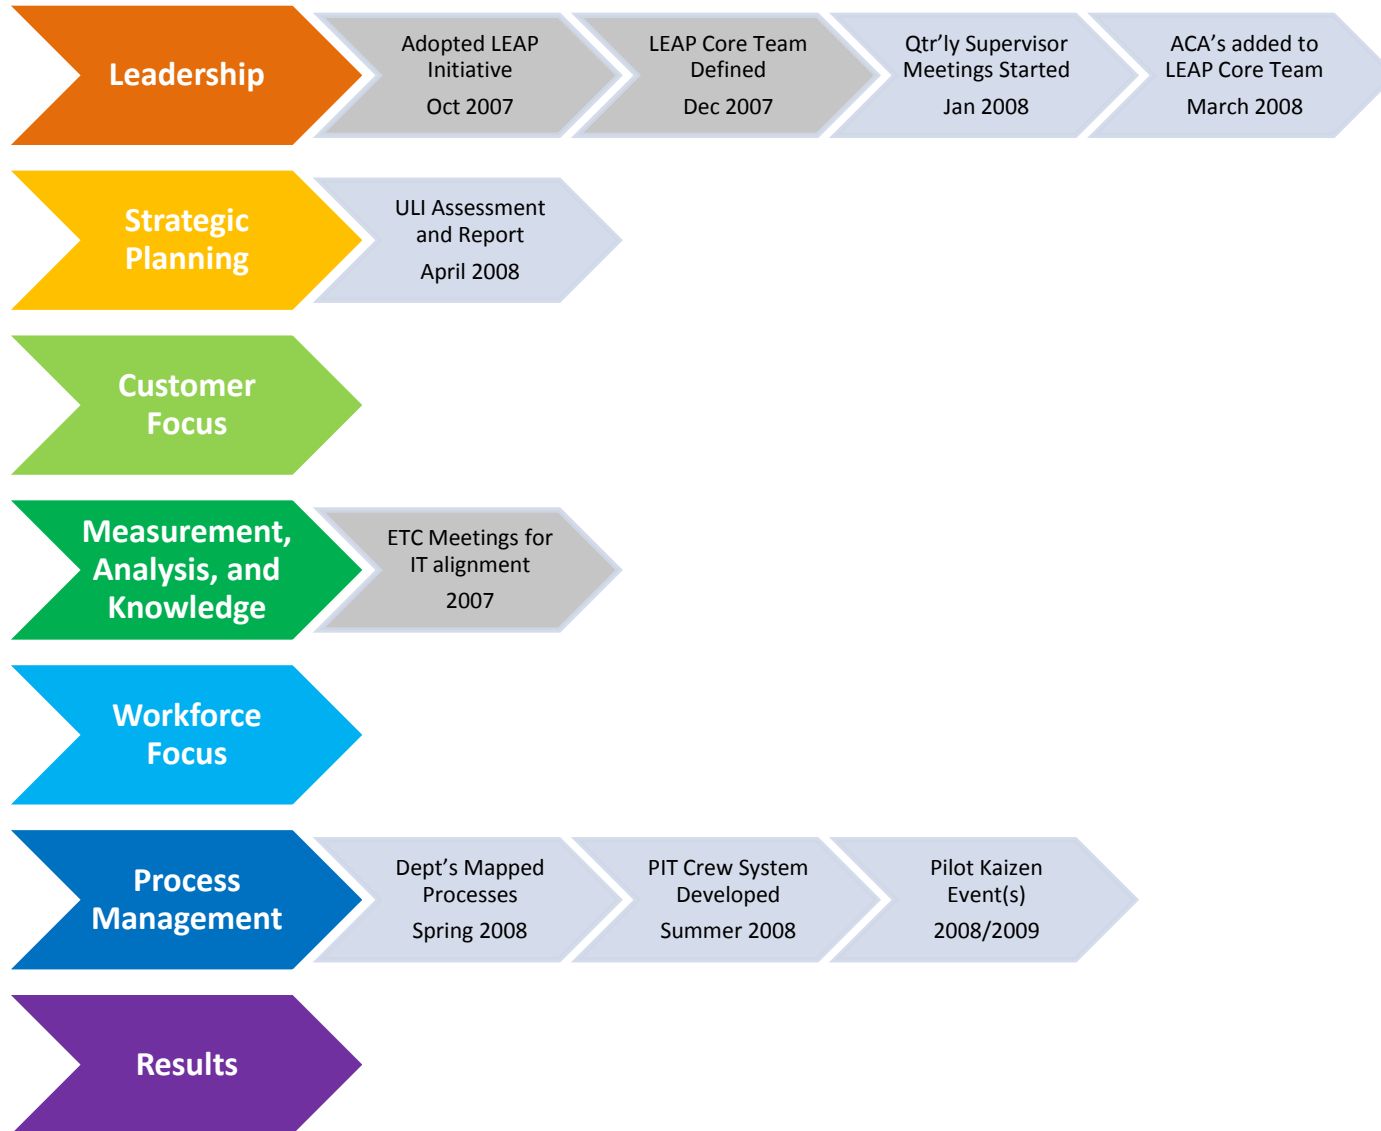 Leadership
Adopted LEAP
Initiative
Oct 2007
LEAP Core Team
Defined
Dec 2007
Qtr'ly Supervisor
Meetings Started
Jan 2008
ACA's added to
LEAP Core Team
March 2008
Strategic
Planning
ULI Assessment
and Report
April 2008
Customer
Focus
Measurement,
Analysis, and
Knowledge
ETC Meetings for
IT alignment
2007
Workforce
Focus
Process
Management
Dept's Mapped
Processes
Spring 2008
PIT Crew System
Developed
Summer 2008
Pilot Kaizen
Event(s)
2008/2009
Results